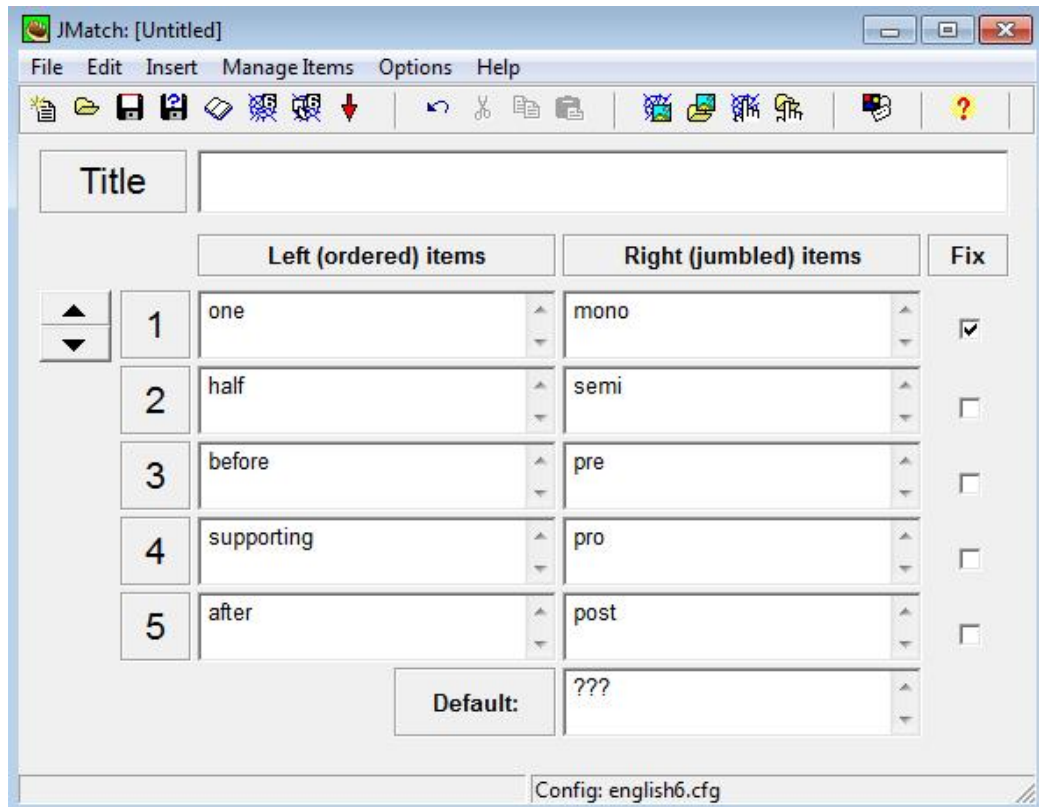 JMatch: [Untitled]
File Edit Insert Manage Items Options Help
Title
Left (ordered) items Right (jumbled) items Fix
1 one mono
2 half semi
3 before pre
4 supporting pro
5 after post
Default: ???
Config: english6.cfg